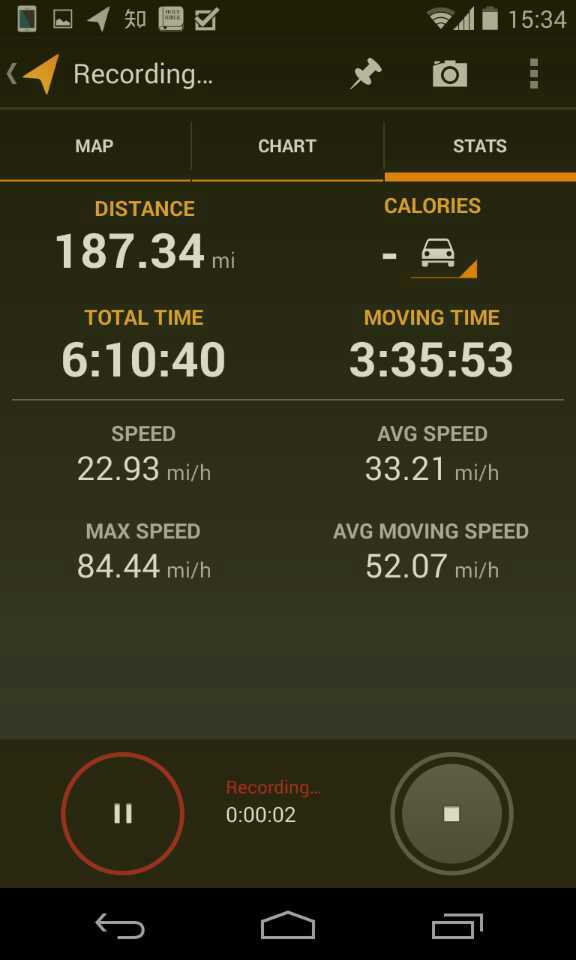 知 HOLY BIBLE 15:34
Recording...
MAP CHART STATS
DISTANCE CALORIES
187.34 mi -
TOTAL TIME MOVING TIME
6:10:40 3:35:53
SPEED AVG SPEED
22.93 mi/h 33.21 mi/h
MAX SPEED AVG MOVING SPEED
84.44 mi/h 52.07 mi/h
Recording...
0:00:02